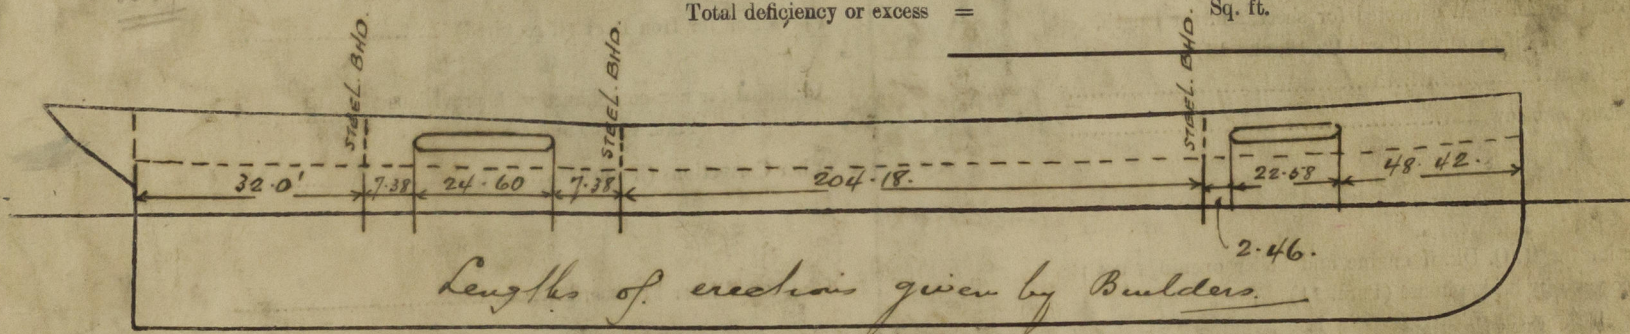 Total deficiency or excess = Sq. ft.
STEEL. BHD.
STEEL. BHD.
STEEL. BHD.
32.0' 7.38 24.60 7.38 204.18. 22.58 48.42.
2.46.
Lengths of erections given by Builders.